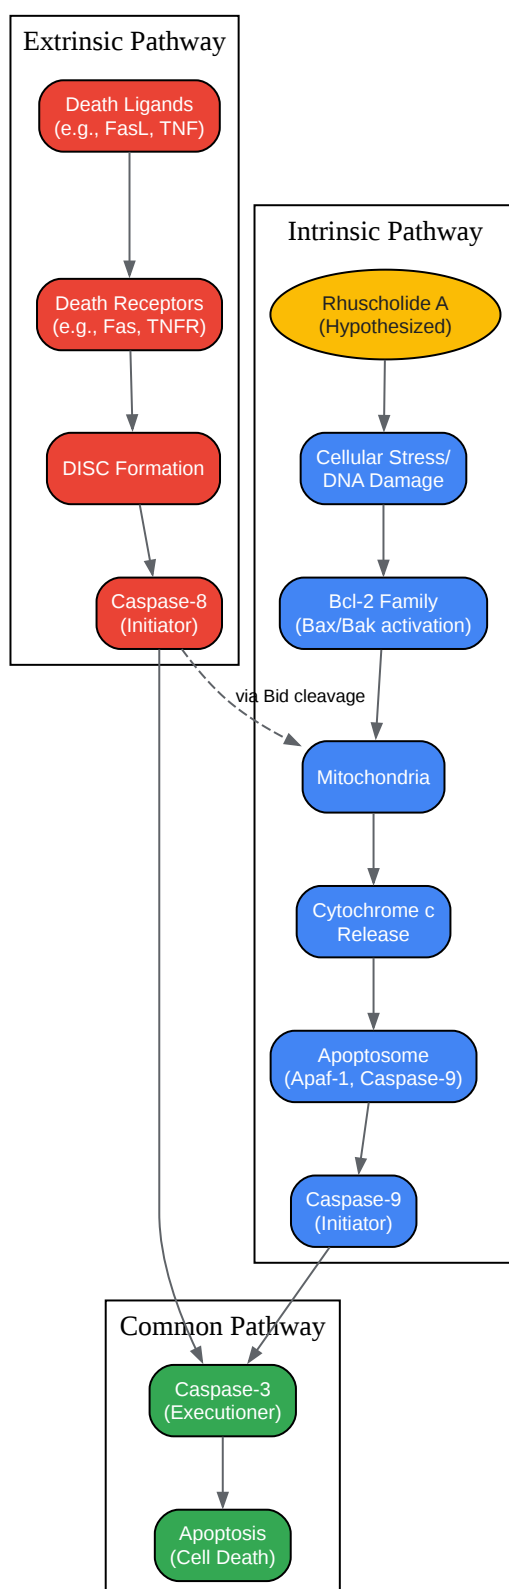 Extrinsic Pathway
Death Ligands
(e.g., FasL, TNF)
Death Receptors
(e.g., Fas, TNFR)
DISC Formation
Caspase-8
(Initiator)
via Bid cleavage
Intrinsic Pathway
Rhuscholide A
(Hypothesized)
Cellular Stress/
DNA Damage
Bcl-2 Family
(Bax/Bak activation)
Mitochondria
Cytochrome c
Release
Apoptosome
(Apaf-1, Caspase-9)
Caspase-9
(Initiator)
Common Pathway
Caspase-3
(Executioner)
Apoptosis
(Cell Death)